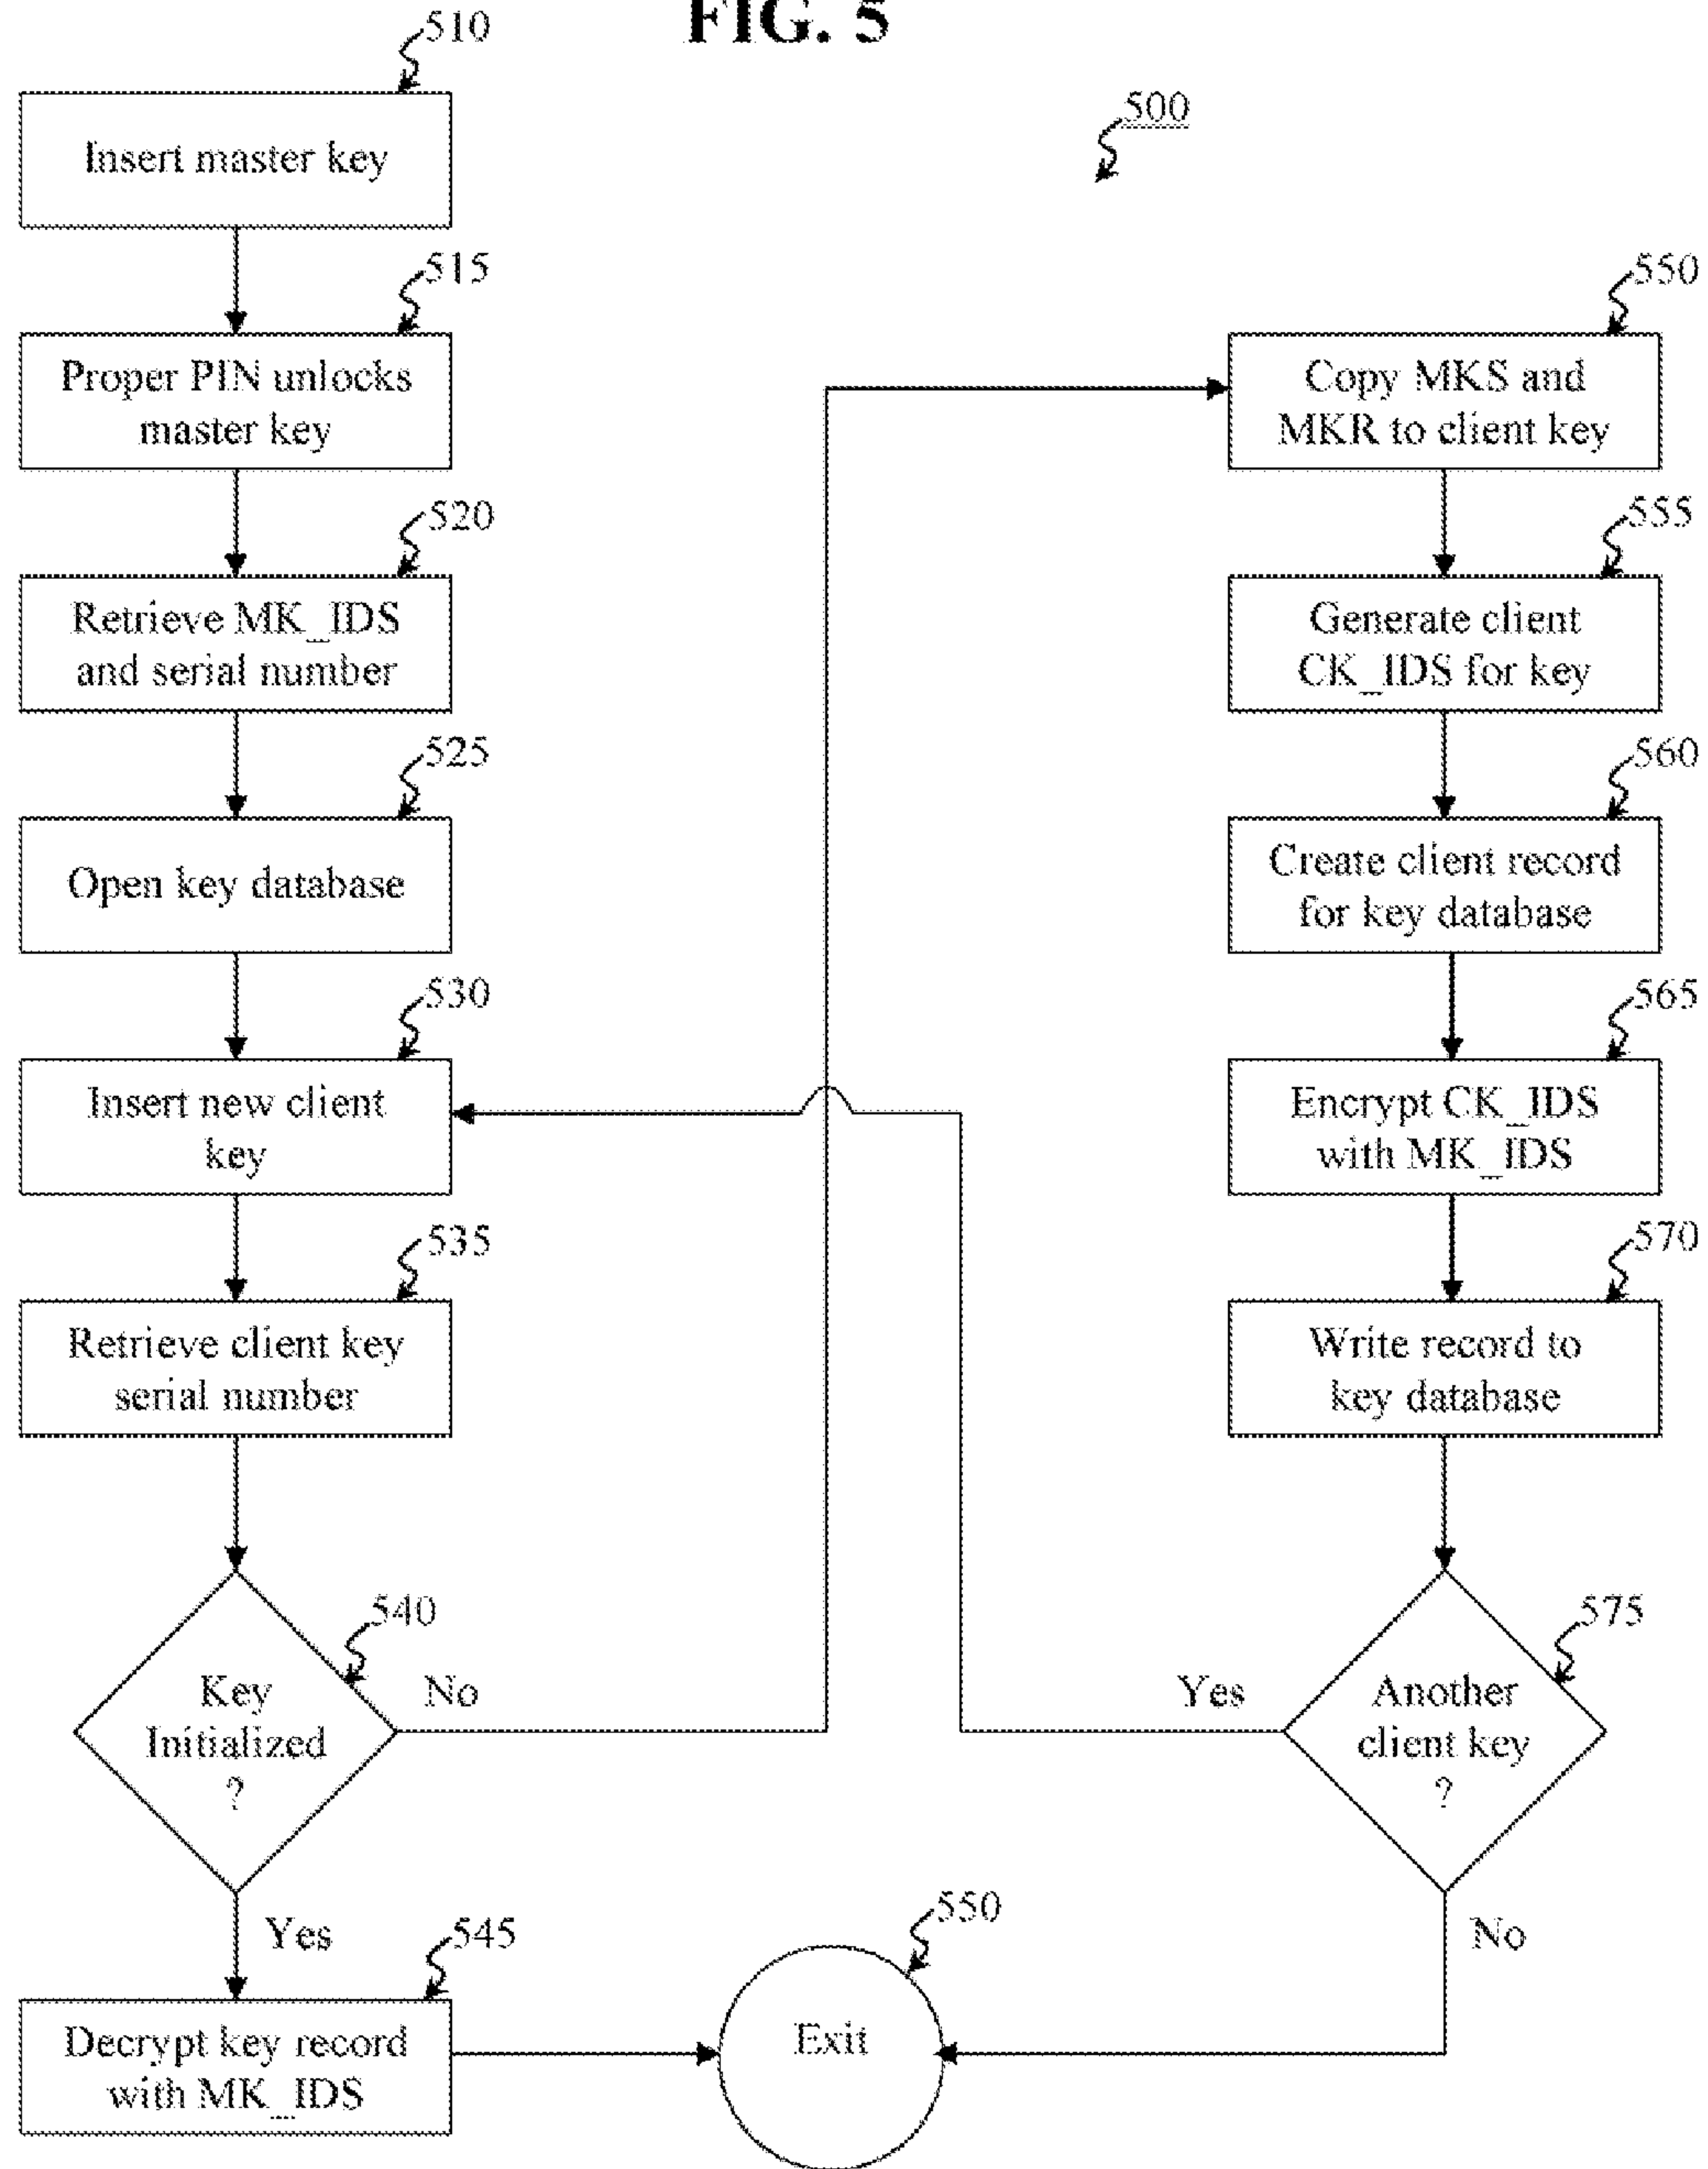 FIG. 5
510
500
Insert master key
515
Proper PIN unlocks
master key
520
Retrieve MK_IDS
and serial number
525
Open key database
530
Insert new client
key
535
Retrieve client key
serial number
540
Key
Initialized
?
No
Yes
545
Decrypt key record
with MK_IDS
550
Copy MKS and
MKR to client key
555
Generate client
CK_IDS for key
560
Create client record
for key database
565
Encrypt CK_IDS
with MK_IDS
570
Write record to
key database
575
Another
client key
?
Yes
No
550
Exit